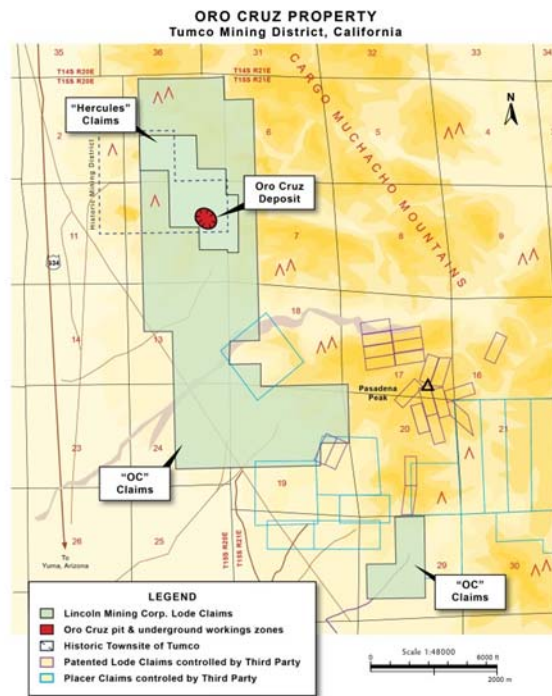 ORO CRUZ PROPERTY
Tumco Mining District, California
35
36
31
32
33
34
T14S R20E
T15S R20E
T14S R21E
T15S R21E
"Hercules"
Claims
N
CARGO MUCHACHO MOUNTAINS
2
6
5
4
3
Historic Mining District
Oro Cruz
Deposit
11
7
8
9
10
S34
18
14
13
17
16
Pasadena
Peak
20
21
23
24
19
"OC"
Claims
26
25
T15S R20E
T15S R21E
29
30
To
Yuma, Arizona
"OC"
Claims
LEGEND
Lincoln Mining Corp. Lode Claims
Oro Cruz pit & underground workings zones
Historic Townsite of Tumco
Patented Lode Claims controlled by Third Party
Placer Claims controled by Third Party
Scale 1:48000
0
6000 ft
2000 m